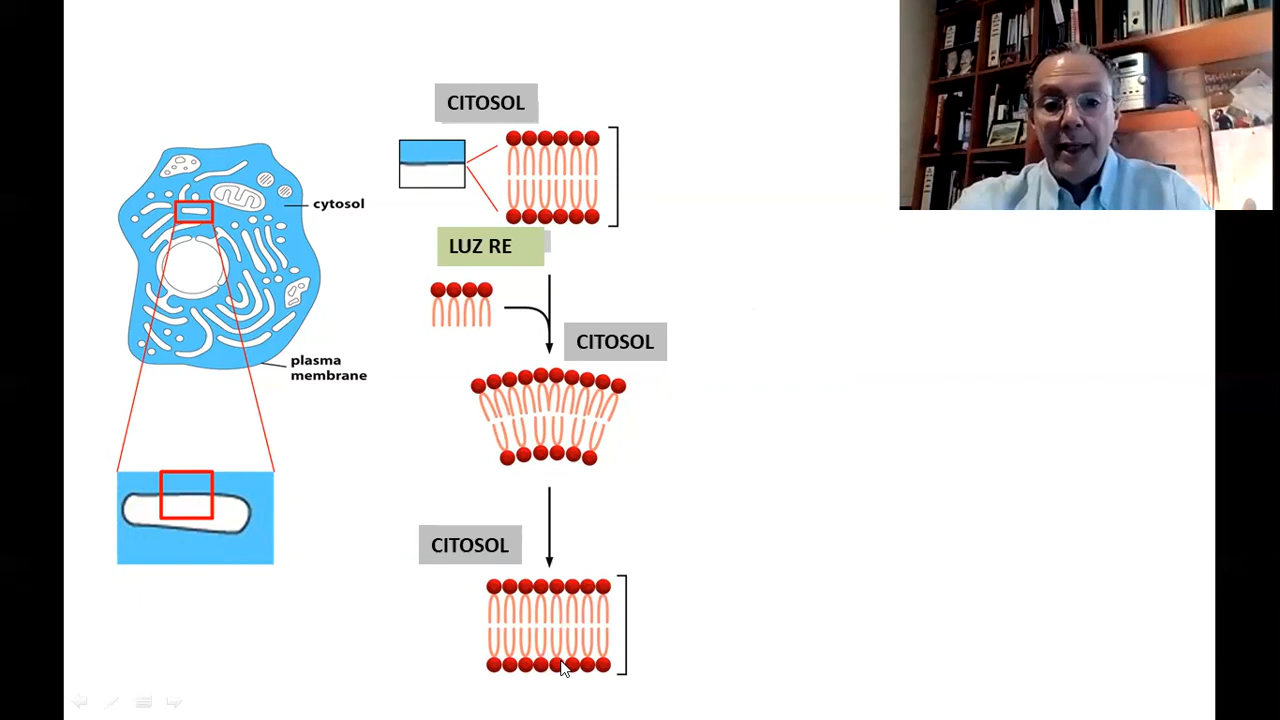 CITOSOL
cytosol
LUZ RE
CITOSOL
plasma
membrane
CITOSOL